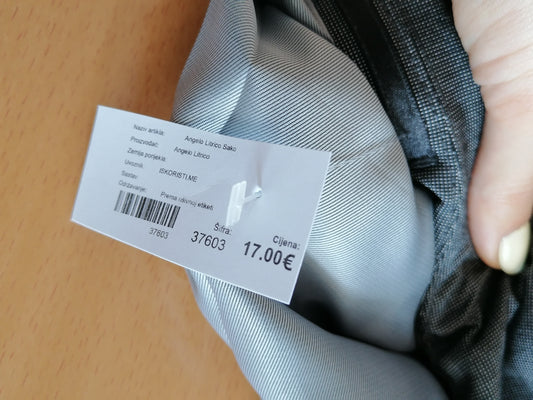 Naziv artikla: Angelo Litrico Sako
Proizvođač: Angelo Litrico
Zemlja porijekla:
Uvoznik: ISKORISTI.ME
Sastav:
Održavanje: Prema ušivnoj etiketi
37603
Šifra:
37603
Cijena:
17.00€